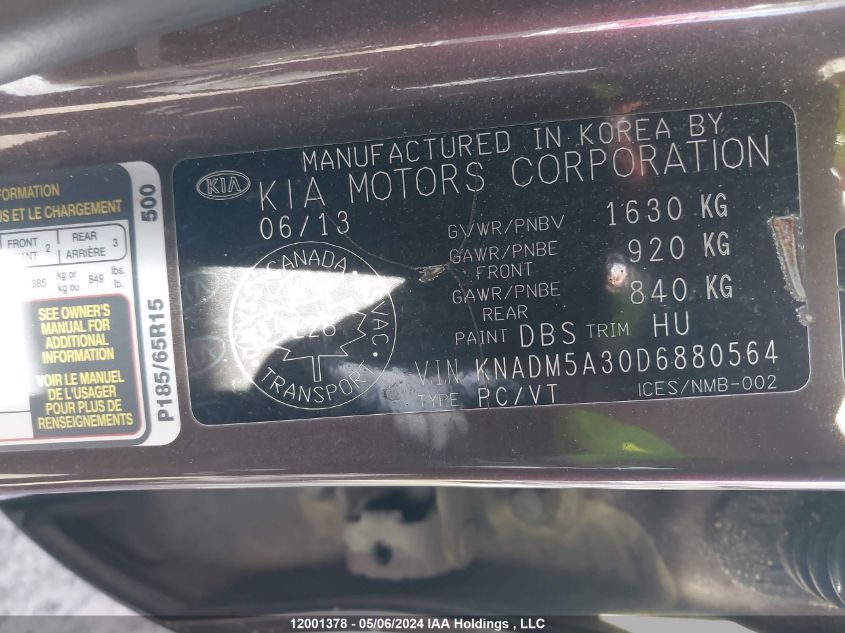 MANUFACTURED IN KOREA BY
KIA KIA MOTORS CORPORATION
06/13
GVWR/PNBV 1630 KG
GAWR/PNBE FRONT 920 KG
GAWR/PNBE REAR 840 KG
PAINT DBS TRIM HU
VIN KNADM5A30D6880564
TYPE PC/VT ICES/NMB-002
CANADA
TRANSPORT
FORMATION
ET LE CHARGEMENT
FRONT 2 REAR 3
ARRIÈRE
385 kg or kg ou 849 lbs. lb.
SEE OWNER'S
MANUAL FOR
ADDITIONAL
INFORMATION
VOIR LE MANUEL
DE L'USAGER
POUR PLUS DE
RENSEIGNEMENTS
P185/65R15 500
12001378 - 05/06/2024 IAA Holdings , LLC